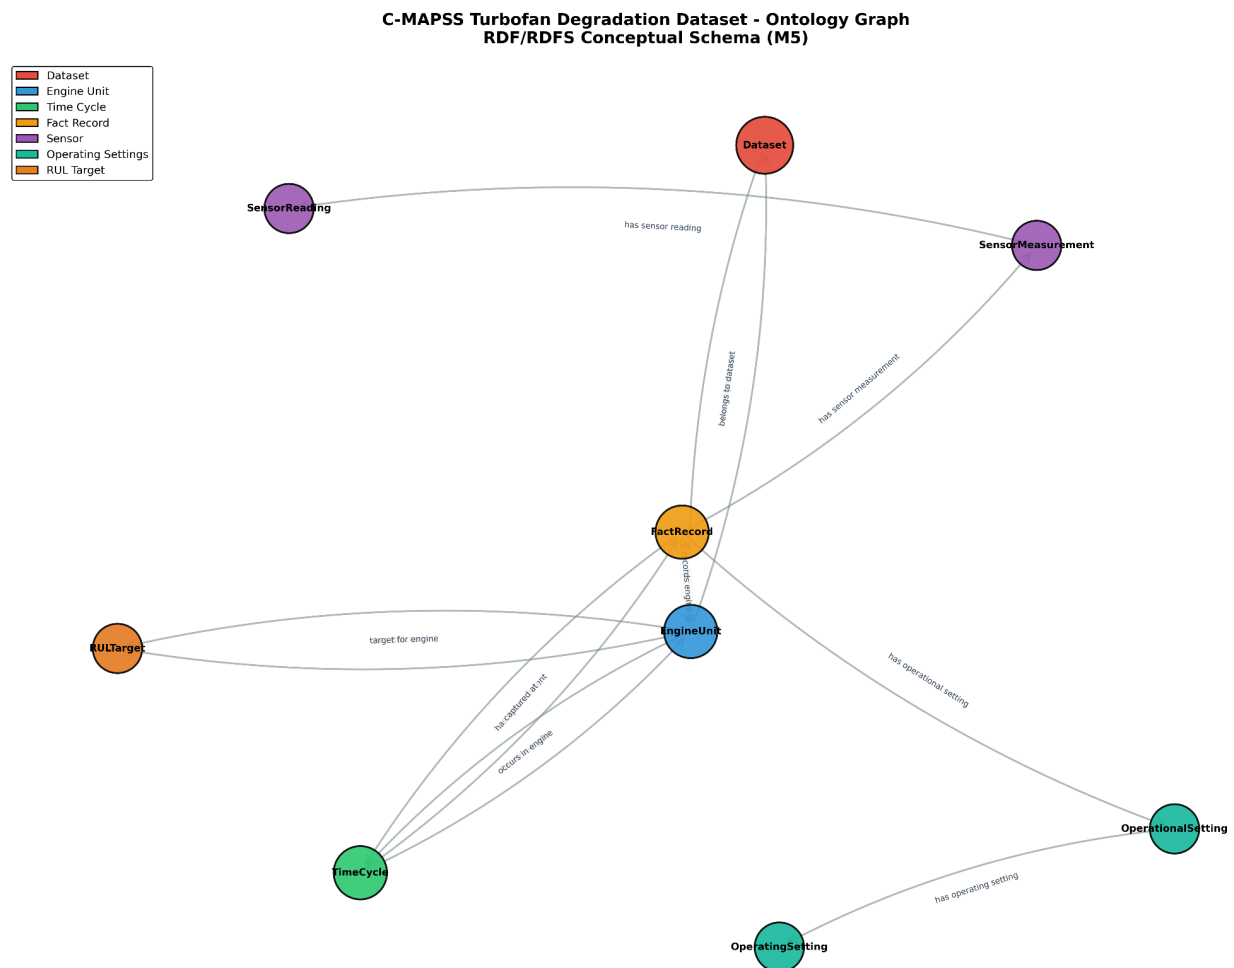 C-MAPSS Turbofan Degradation Dataset - Ontology Graph
RDF/RDFS Conceptual Schema (M5)
Dataset
Engine Unit
Time Cycle
Fact Record
Sensor
Operating Settings
RUL Target
Dataset
SensorReading
has sensor reading
SensorMeasurement
belongs to dataset
has sensor measurement
FactRecord
EngineUnit
target for engine
RULTarget
has operational setting
captured at
occurs in engine
OperationalSetting
TimeCycle
has operating setting
OperatingSetting